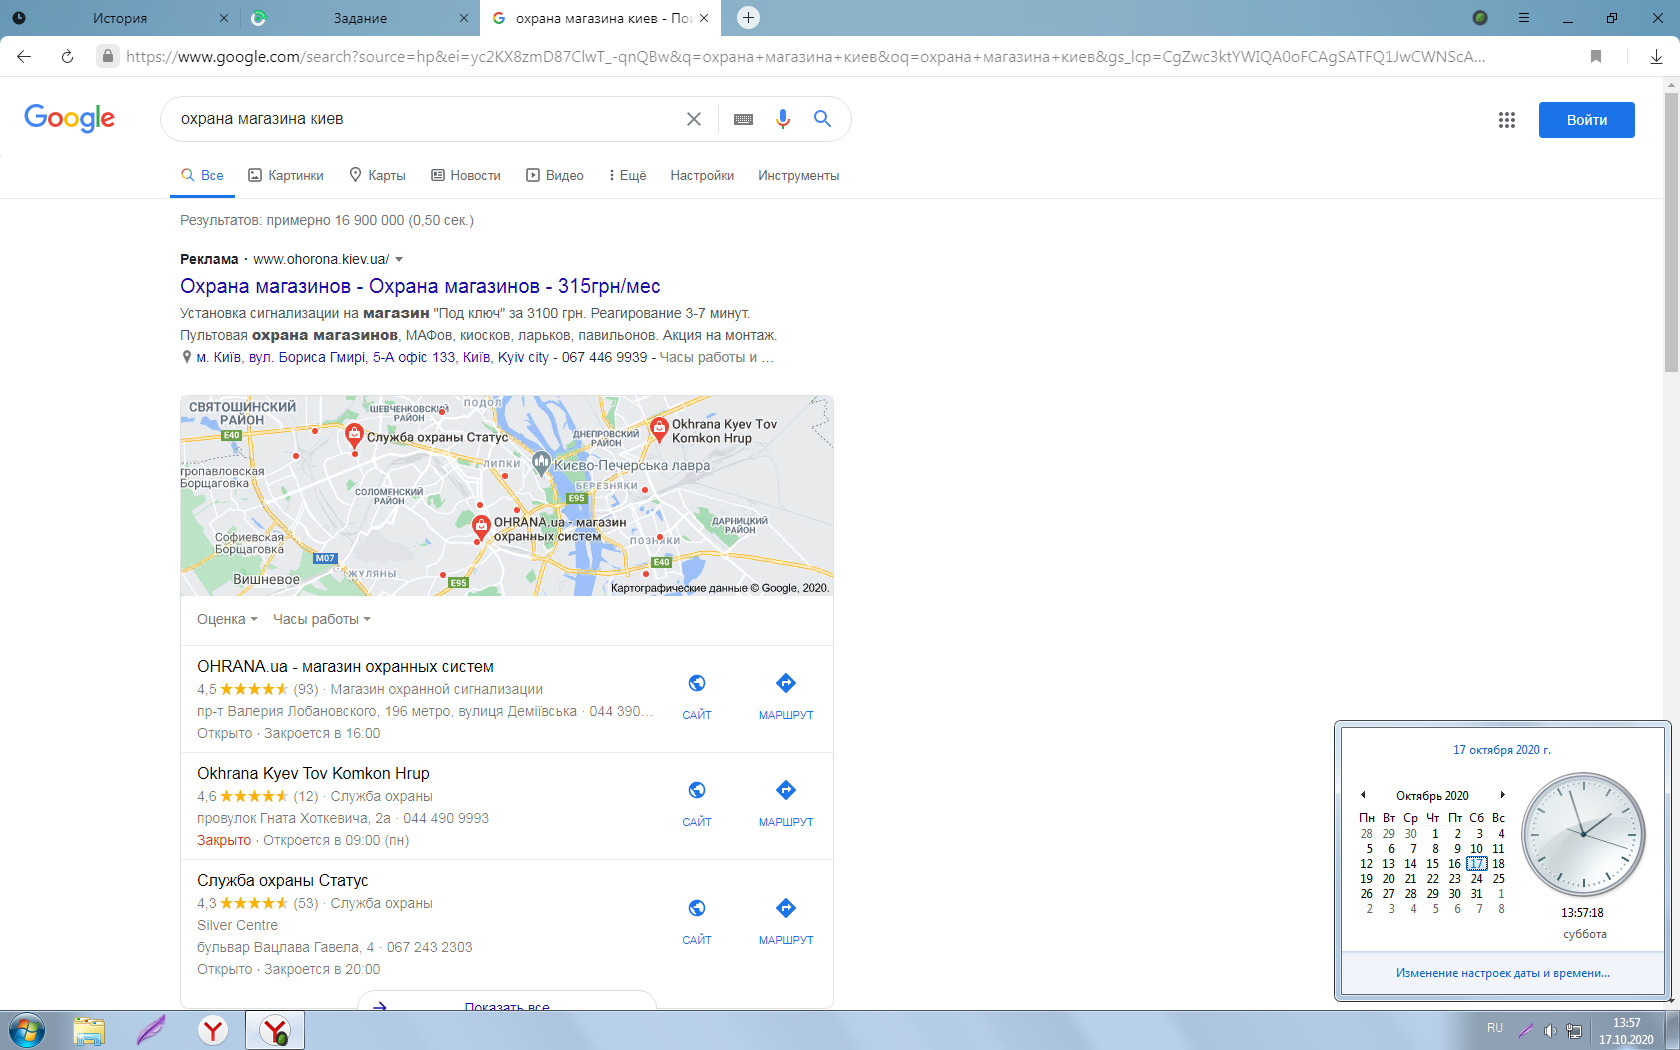 История
Задание
охрана магазина киев - Пои
https://www.google.com/search?source=hp&ei=yc2KX8zmD87ClwT_-qnQBw&q=охрана+магазина+киев&oq=охрана+магазина+киев&gs_lcp=CgZwc3ktYWIQA0oFCAgSATFQ1JwCWNScA...
Google
охрана магазина киев
Войти
Все Картинки Карты Новости Видео Ещё Настройки Инструменты
Результатов: примерно 16 900 000 (0,50 сек.)
Реклама · www.ohorona.kiev.ua/
Охрана магазинов - Охрана магазинов - 315грн/мес
Установка сигнализации на магазин "Под ключ" за 3100 грн. Реагирование 3-7 минут.
Пультовая охрана магазинов, МАФов, киосков, ларьков, павильонов. Акция на монтаж.
м. Київ, вул. Бориса Гмирі, 5-А офіс 133, Київ, Kyiv city - 067 446 9939 - Часы работы и ...
СВЯТОШИНСКИЙ
РАЙОН
ШЕВЧЕНКОВСКИЙ
РАЙОН
ПОДОЛ
E40
Служба охраны Статус
ДНЕПРОВСКИЙ
РАЙОН
Okhrana Kyev Tov
Komkon Hrup
ЛИПКИ
Києво-Печерська лавра
тропавловская
Борщаговка
СОЛОМЕНСКИЙ
РАЙОН
БЕРЕЗНЯКИ
E95
OHRANA.ua - магазин
охранных систем
ДАРНИЦКИЙ
РАЙОН
Софиевская
Борщаговка
ПОЗНЯКИ
M07
E40
Вишневое
ЖУЛЯНЫ
E95
Картографические данные © Google, 2020.
Оценка Часы работы
OHRANA.ua - магазин охранных систем
4,5 (93) · Магазин охранной сигнализации
пр-т Валерия Лобановского, 196 метро, вулиця Деміївська · 044 390...
Открыто · Закроется в 16:00
САЙТ МАРШРУТ
Okhrana Kyev Tov Komkon Hrup
4,6 (12) · Служба охраны
провулок Гната Хоткевича, 2а · 044 490 9993
Закрыто · Откроется в 09:00 (пн)
САЙТ МАРШРУТ
Служба охраны Статус
4,3 (53) · Служба охраны
Silver Centre
бульвар Вацлава Гавела, 4 · 067 243 2303
Открыто · Закроется в 20:00
САЙТ МАРШРУТ
Показать все
17 октября 2020 г.
Октябрь 2020
Пн Вт Ср Чт Пт Сб Вс
28 29 30 1 2 3 4
5 6 7 8 9 10 11
12 13 14 15 16 17 18
19 20 21 22 23 24 25
26 27 28 29 30 31 1
2 3 4 5 6 7 8
13:57:18
суббота
Изменение настроек даты и времени...
RU
13:57
17.10.2020